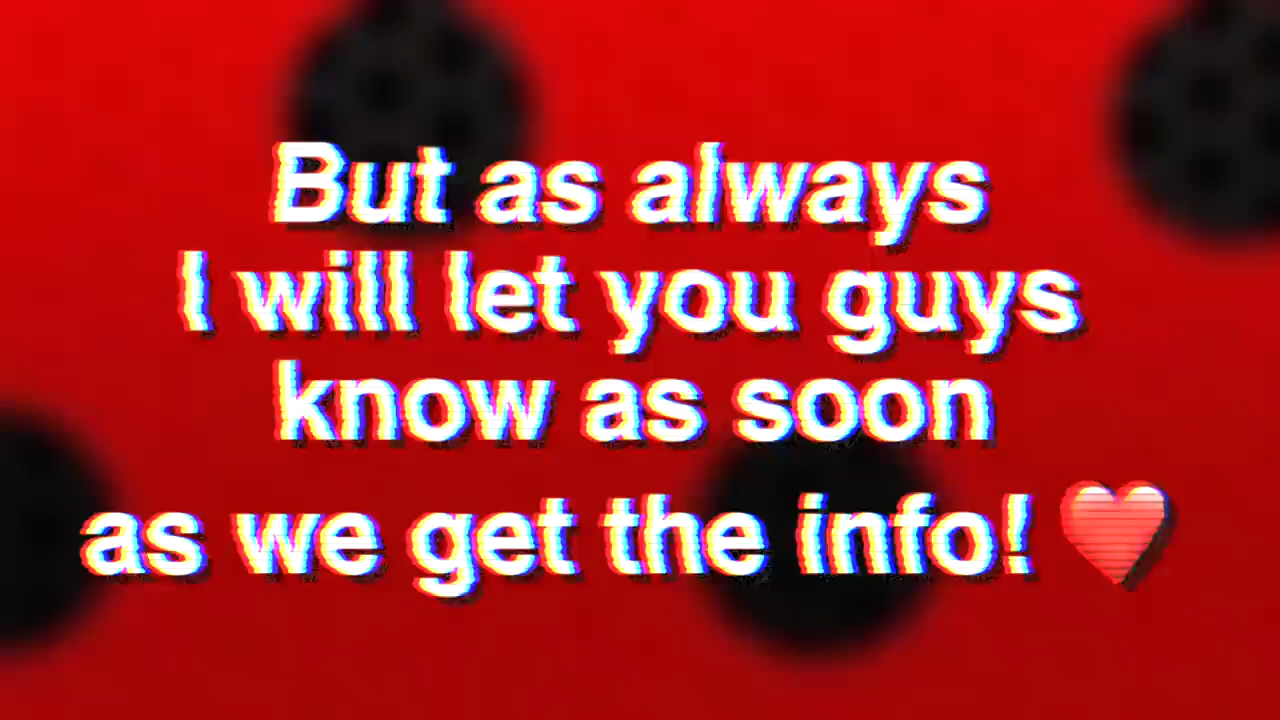 But as always
I will let you guys
know as soon
as we get the info! ❤️